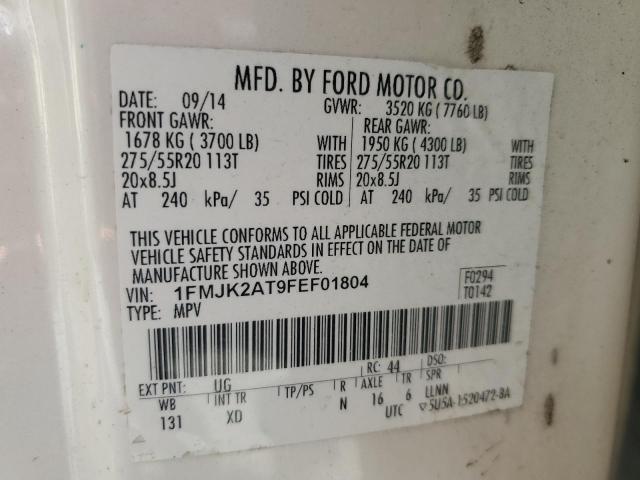 MFD. BY FORD MOTOR CO.
DATE: 09/14 GVWR: 3520 KG ( 7760 LB)
FRONT GAWR: REAR GAWR:
1678 KG ( 3700 LB) WITH 1950 KG ( 4300 LB) WITH
275/55R20 113T TIRES 275/55R20 113T TIRES
20x8.5J RIMS 20x8.5J RIMS
AT 240 kPa/ 35 PSI COLD AT 240 kPa/ 35 PSI COLD
THIS VEHICLE CONFORMS TO ALL APPLICABLE FEDERAL MOTOR
VEHICLE SAFETY STANDARDS IN EFFECT ON THE DATE OF
MANUFACTURE SHOWN ABOVE.
VIN: 1FMJK2AT9FEF01804 F0294
TYPE: MPV T0142
EXT PNT: UG RC: 44 DSO:
WB INT TR TP/PS R AXLE TR SPR
131 XD N 16 6 LLNN
UTC ▽5U5A-1520472-BA